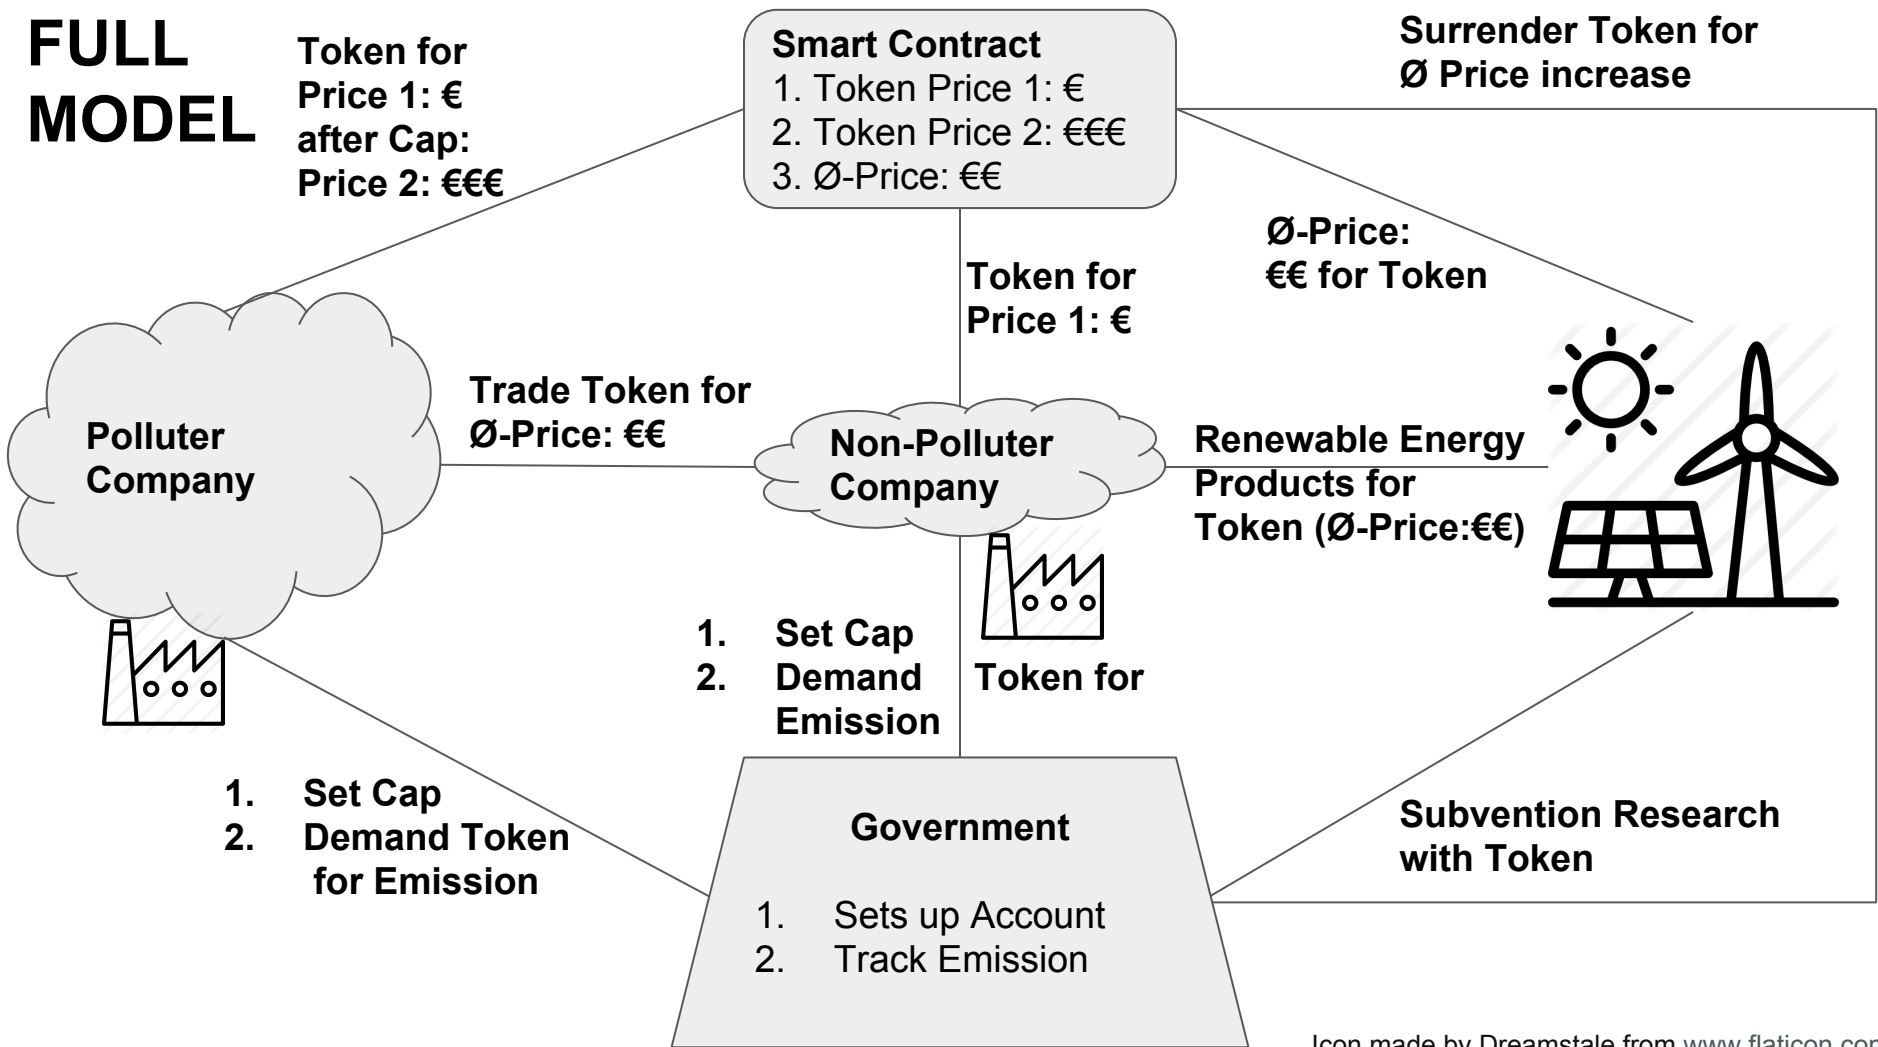 FULL
MODEL
Token for
Price 1: €
after Cap:
Price 2: €€€
Smart Contract
1. Token Price 1: €
2. Token Price 2: €€€
3. Ø-Price: €€
Surrender Token for
Ø Price increase
Ø-Price:
€€ for Token
Token for
Price 1: €
Polluter
Company
Trade Token for
Ø-Price: €€
Non-Polluter
Company
Renewable Energy
Products for
Token (Ø-Price:€€)
1. Set Cap
2. Demand Token for
Emission
1. Set Cap
2. Demand Token
for Emission
Government
1. Sets up Account
2. Track Emission
Subvention Research
with Token
Icon made by Dreamstale from www.flaticon.con